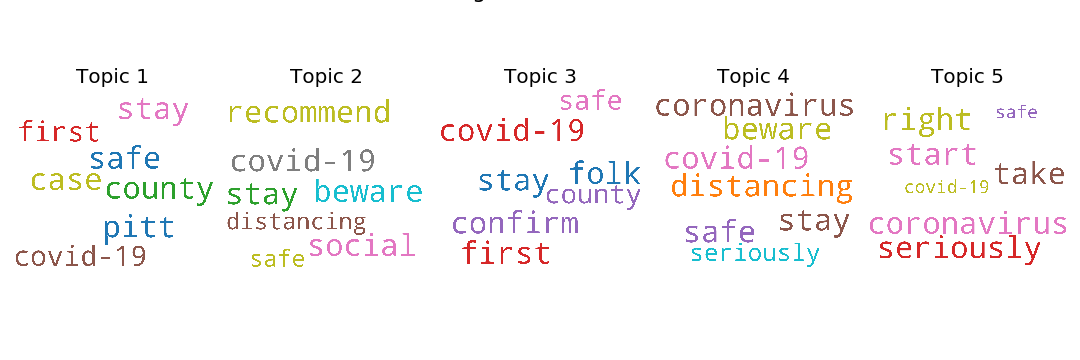 Topic 1
stay
first
safe
case
county
pitt
covid-19
Topic 2
recommend
covid-19
stay
beware
distancing
social
safe
Topic 3
safe
covid-19
folk
stay
county
confirm
first
Topic 4
coronavirus
beware
covid-19
distancing
stay
safe
seriously
Topic 5
safe
right
start
take
covid-19
coronavirus
seriously